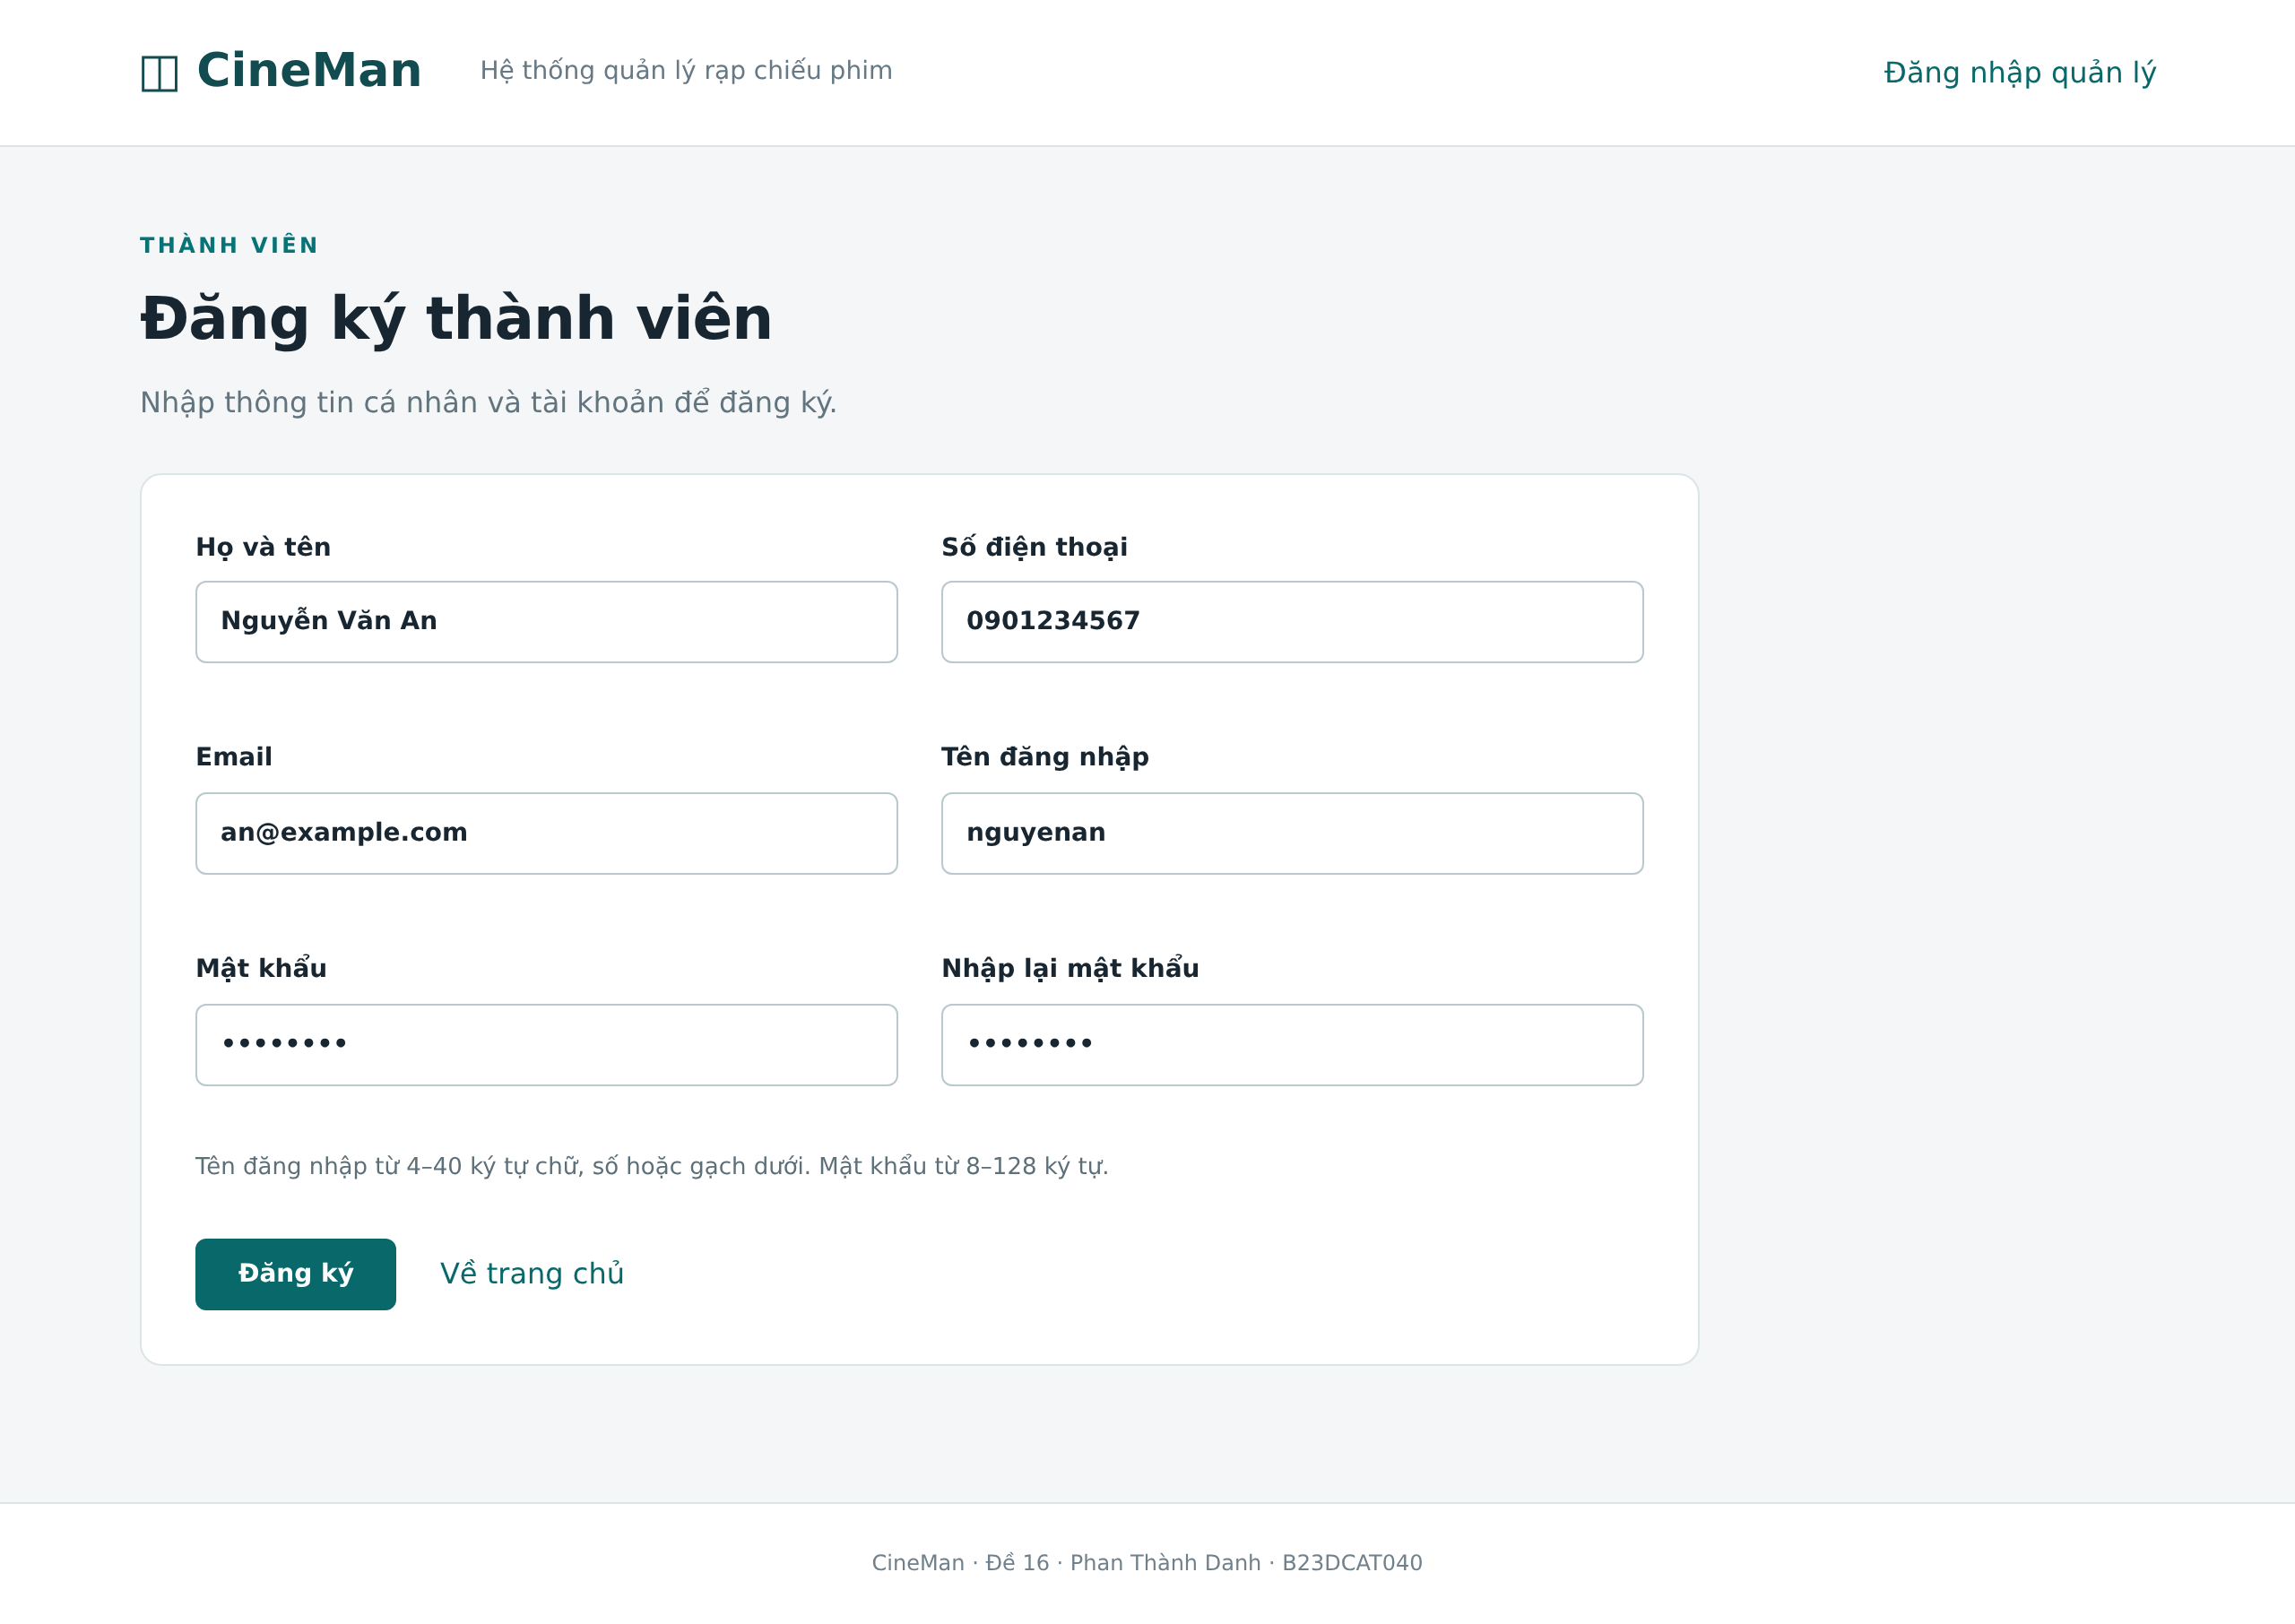 CineMan Hệ thống quản lý rạp chiếu phim Đăng nhập quản lý
THÀNH VIÊN
Đăng ký thành viên
Nhập thông tin cá nhân và tài khoản để đăng ký.
Họ và tên Số điện thoại
Nguyễn Văn An 0901234567
Email Tên đăng nhập
an@example.com nguyenan
Mật khẩu Nhập lại mật khẩu
•••••••• ••••••••
Tên đăng nhập từ 4–40 ký tự chữ, số hoặc gạch dưới. Mật khẩu từ 8–128 ký tự.
Đăng ký Về trang chủ
CineMan · Đề 16 · Phan Thành Danh · B23DCAT040